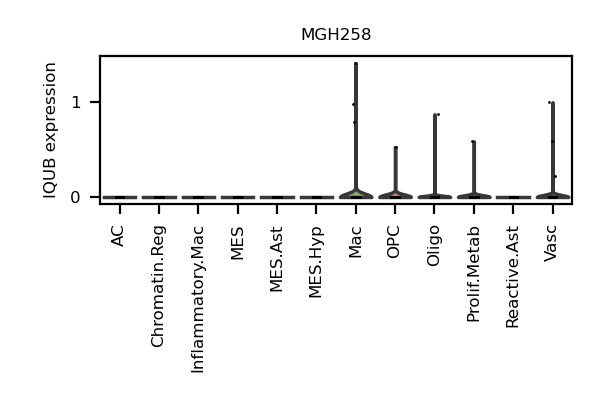 MGH258
IQUB expression
1
0
AC
Chromatin.Reg
Inflammatory.Mac
MES
MES.Ast
MES.Hyp
Mac
OPC
Oligo
Prolif.Metab
Reactive.Ast
Vasc